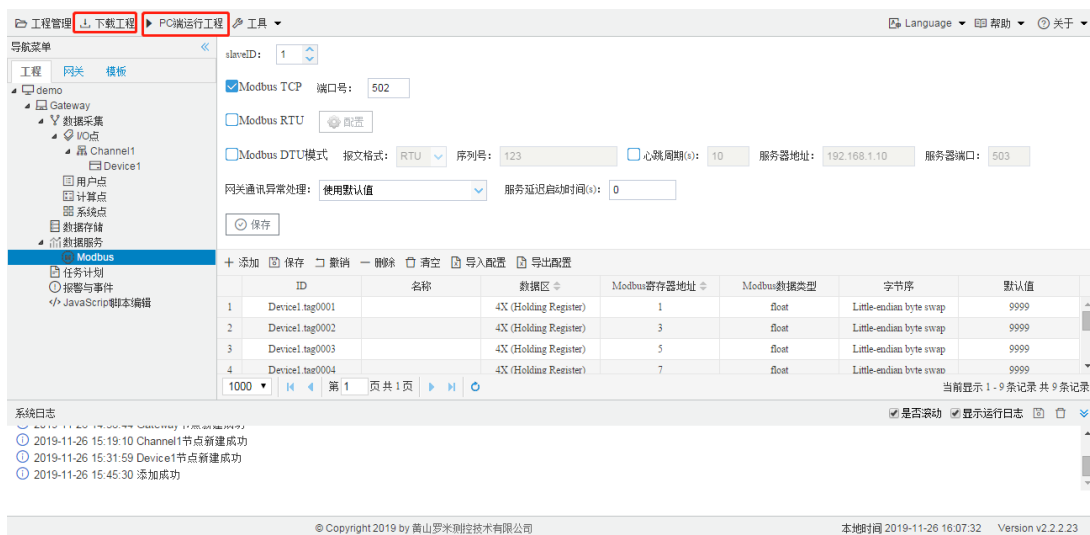 工程管理 下载工程 PC端运行工程 工具 Language 帮助 关于
导航菜单
工程 网关 模板
demo
Gateway
数据采集
I/O点
Channel1
Device1
用户点
计算点
系统点
数据存储
数据服务
Modbus
任务计划
报警与事件
JavaScript脚本编辑
slaveID: 1
Modbus TCP 端口号: 502
Modbus RTU 配置
Modbus DTU模式 报文格式: RTU 序列号: 123 心跳周期(s): 10 服务器地址: 192.168.1.10 服务器端口: 503
网关通讯异常处理: 使用默认值 服务延迟启动时间(s): 0
保存
添加 保存 撤销 删除 清空 导入配置 导出配置
ID 名称 数据区 Modbus寄存器地址 Modbus数据类型 字节序 默认值
1 Device1.tag0001 4X (Holding Register) 1 float Little-endian byte swap 9999
2 Device1.tag0002 4X (Holding Register) 3 float Little-endian byte swap 9999
3 Device1.tag0003 4X (Holding Register) 5 float Little-endian byte swap 9999
4 Device1.tag0004 4X (Holding Register) 7 float Little-endian byte swap 9999
1000 第 1 页共1页 当前显示 1 - 9条记录 共 9条记录
系统日志 是否滚动 显示运行日志
2019-11-26 15:19:10 Channel1节点新建成功
2019-11-26 15:31:59 Device1节点新建成功
2019-11-26 15:45:30 添加成功
© Copyright 2019 by 黄山罗米测控技术有限公司 本地时间 2019-11-26 16:07:32 Version v2.2.2.23